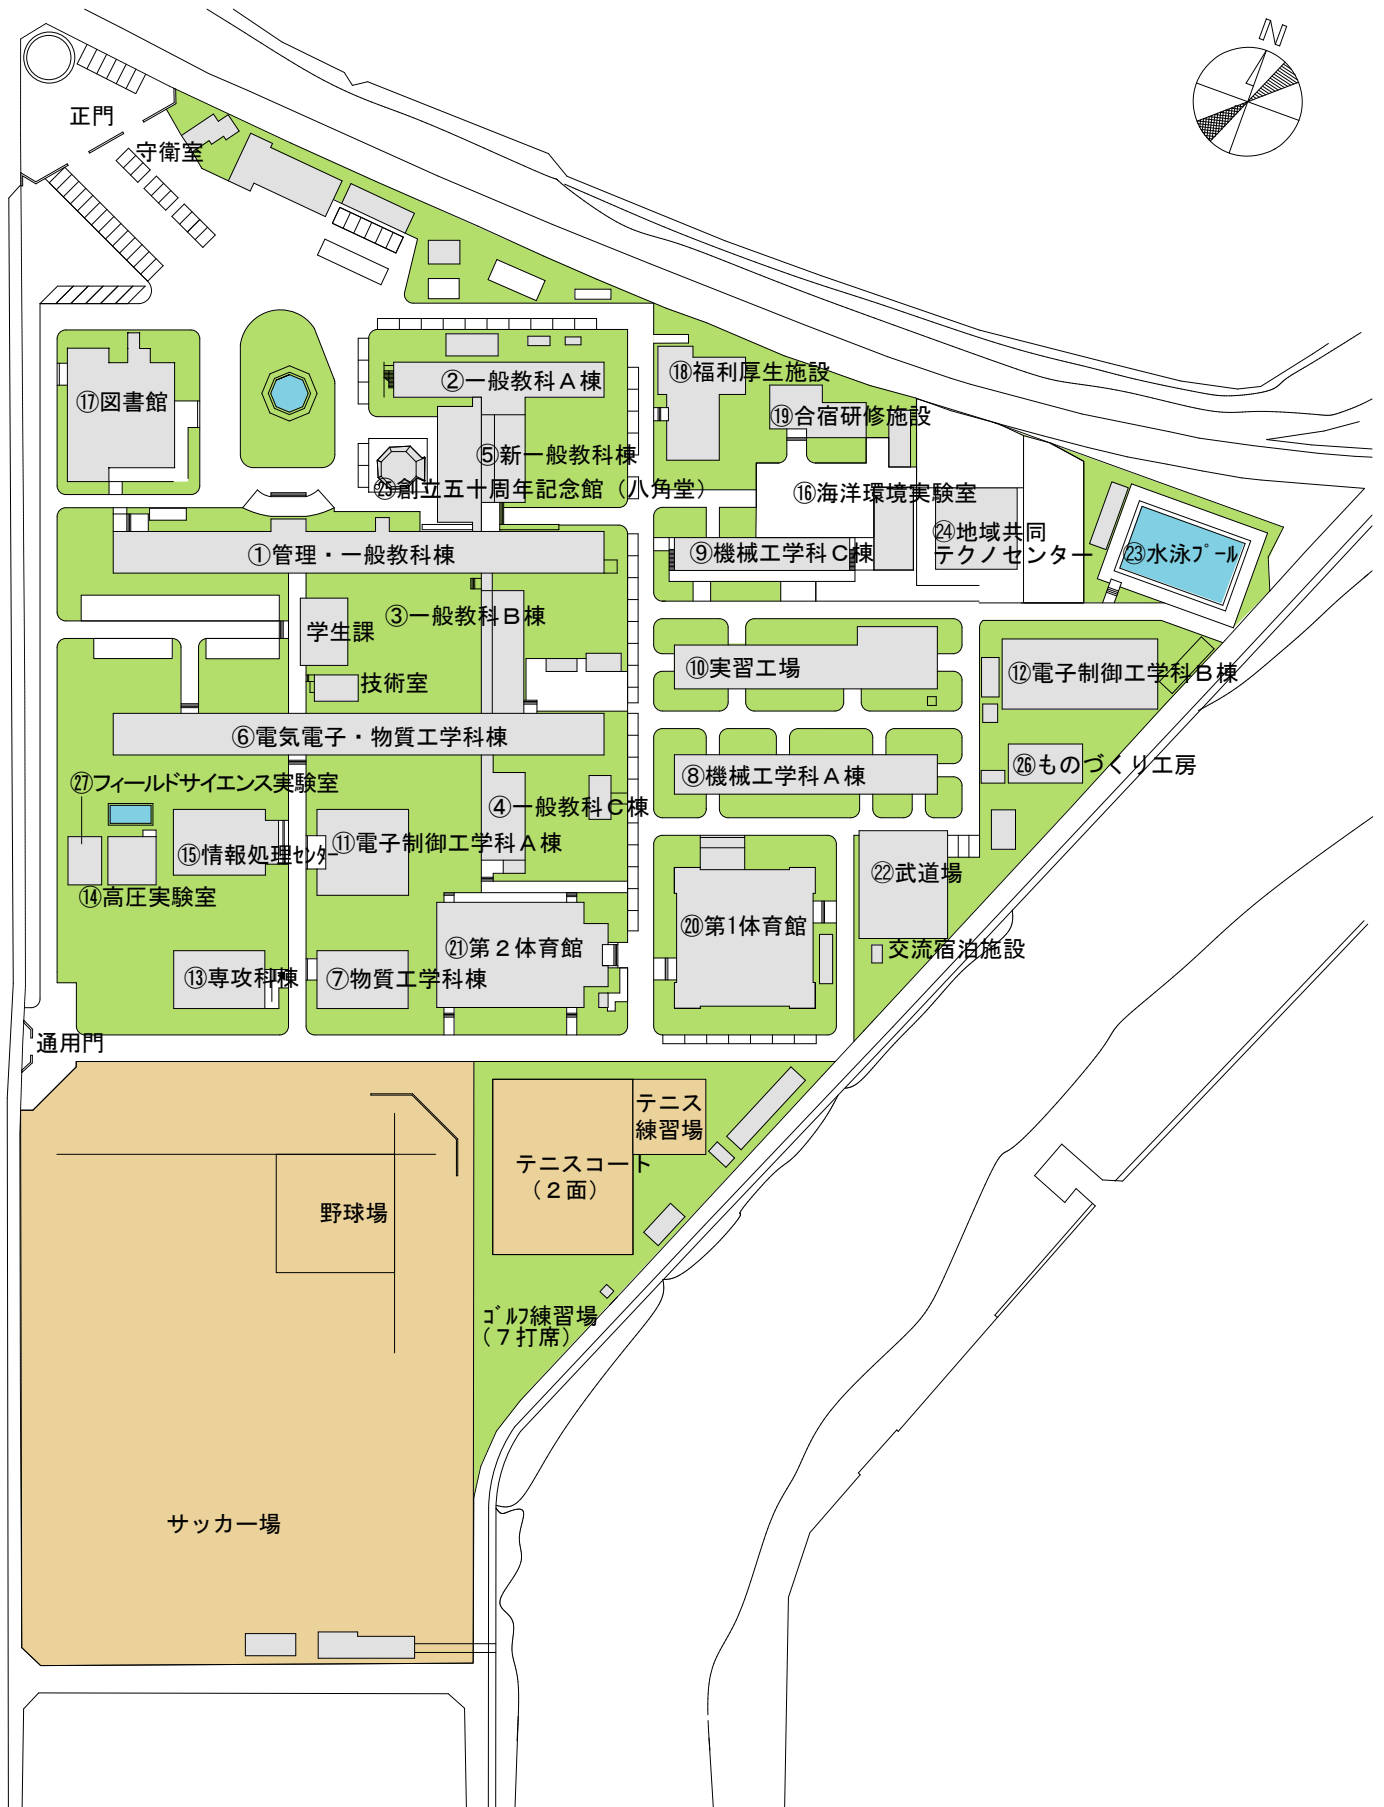 N
正門
守衛室
②一般教科Ａ棟
⑱福利厚生施設
⑰図書館
⑲合宿研修施設
⑤新一般教科棟
㉕創立五十周年記念館（八角堂）
⑯海洋環境実験室
㉔地域共同
テクノセンター
①管理・一般教科棟
⑨機械工学科Ｃ棟
㉓水泳ﾌﾟｰﾙ
③一般教科Ｂ棟
学生課
技術室
⑩実習工場
⑫電子制御工学科Ｂ棟
⑥電気電子・物質工学科棟
㉖ものづくり工房
㉗フィールドサイエンス実験室
⑧機械工学科Ａ棟
④一般教科Ｃ棟
⑮情報処理ｾﾝﾀｰ
⑪電子制御工学科Ａ棟
⑭高圧実験室
㉒武道場
⑳第1体育館
㉑第２体育館
交流宿泊施設
⑬専攻科棟
⑦物質工学科棟
通用門
テニス
練習場
テニスコート
（２面）
野球場
ｺﾞﾙﾌ練習場
（７打席）
サッカー場